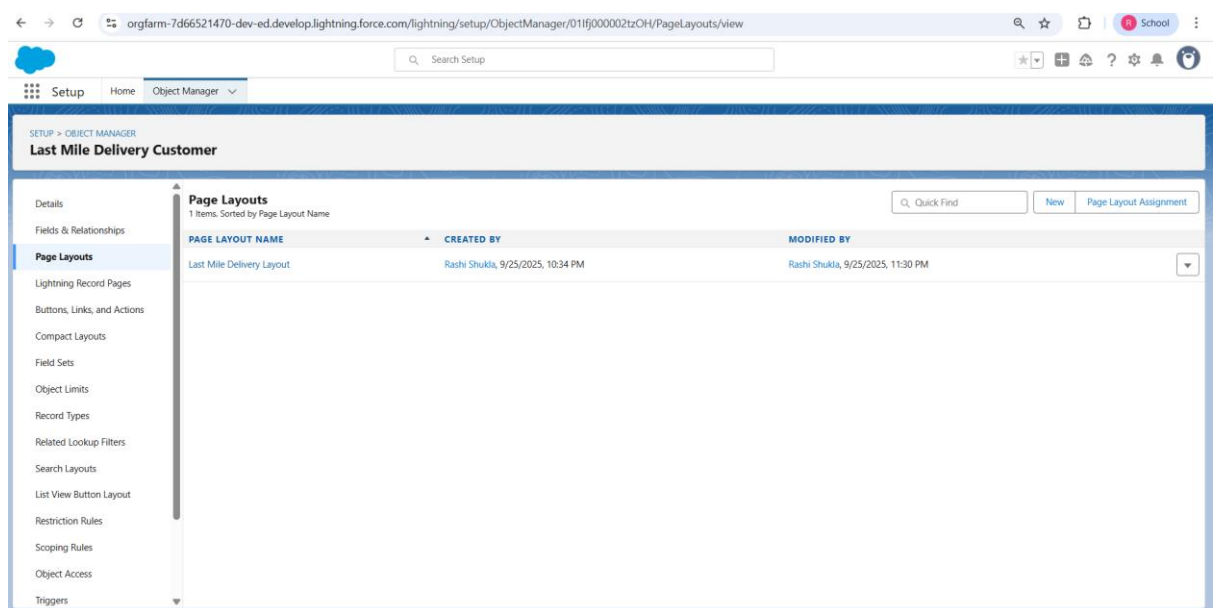 orgfarm-7d66521470-dev-ed.develop.lightning.force.com/lightning/setup/ObjectManager/01Ifj000002tzOH/PageLayouts/view
R School
Search Setup
Setup Home Object Manager
SETUP > OBJECT MANAGER
Last Mile Delivery Customer
Details
Fields & Relationships
Page Layouts
Lightning Record Pages
Buttons, Links, and Actions
Compact Layouts
Field Sets
Object Limits
Record Types
Related Lookup Filters
Search Layouts
List View Button Layout
Restriction Rules
Scoping Rules
Object Access
Triggers
Page Layouts
1 Items. Sorted by Page Layout Name
Quick Find
New Page Layout Assignment
PAGE LAYOUT NAME CREATED BY MODIFIED BY
Last Mile Delivery Layout Rashi Shukla, 9/25/2025, 10:34 PM Rashi Shukla, 9/25/2025, 11:30 PM